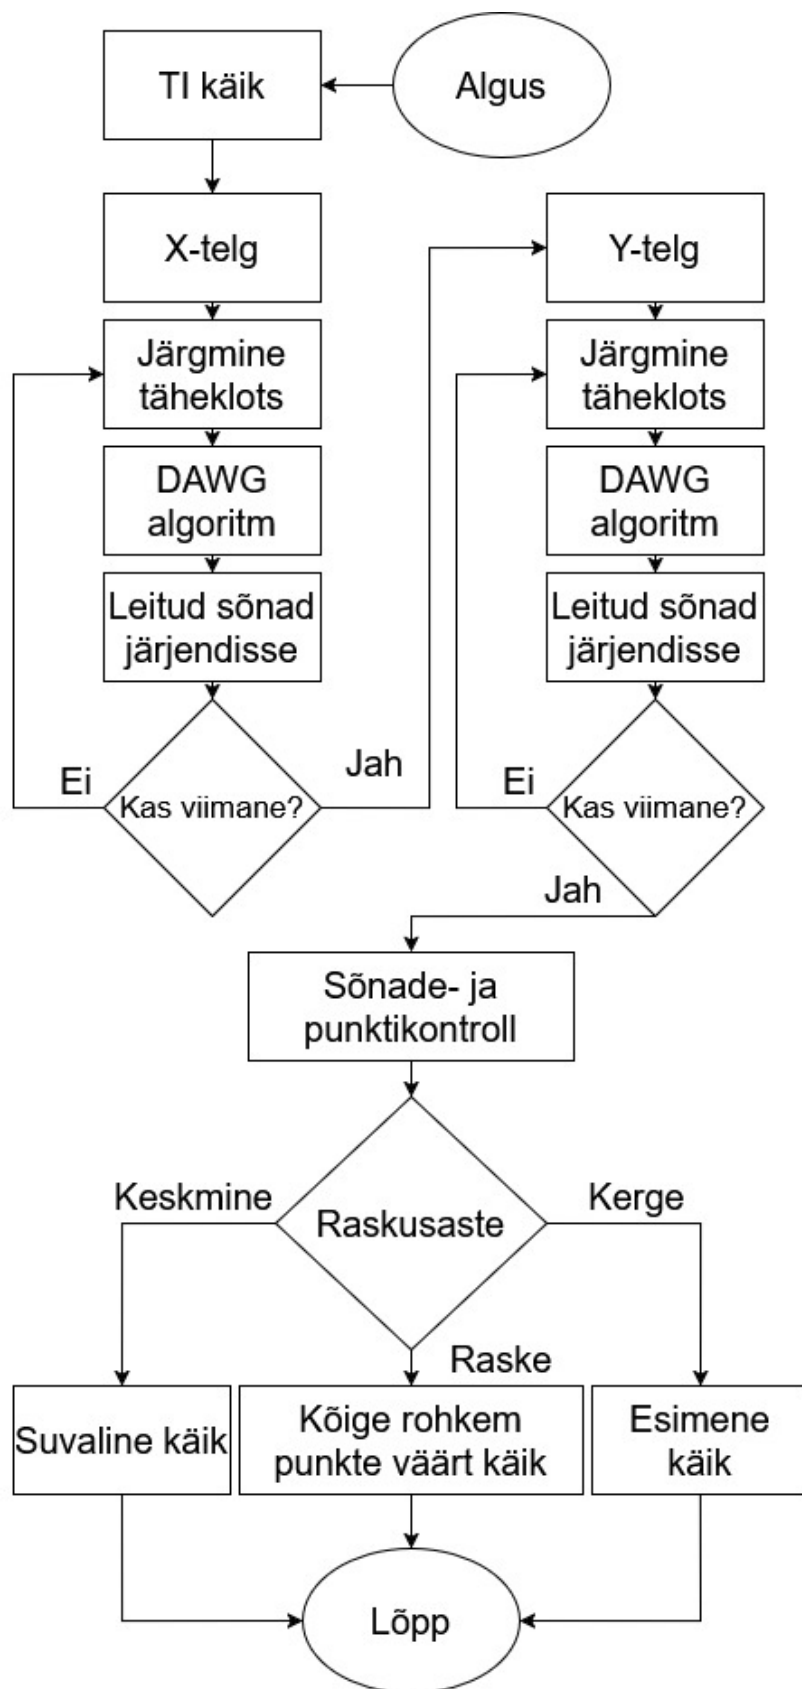 Algus
TI käik
X-telg
Järgmine
täheklots
DAWG
algoritm
Leitud sõnad
järjendisse
Kas viimane?
Ei
Jah
Y-telg
Järgmine
täheklots
DAWG
algoritm
Leitud sõnad
järjendisse
Kas viimane?
Ei
Jah
Sõnade- ja
punktikontroll
Raskusaste
Keskmine
Kerge
Raske
Suvaline käik
Kõige rohkem
punkte väärt käik
Esimene
käik
Lõpp